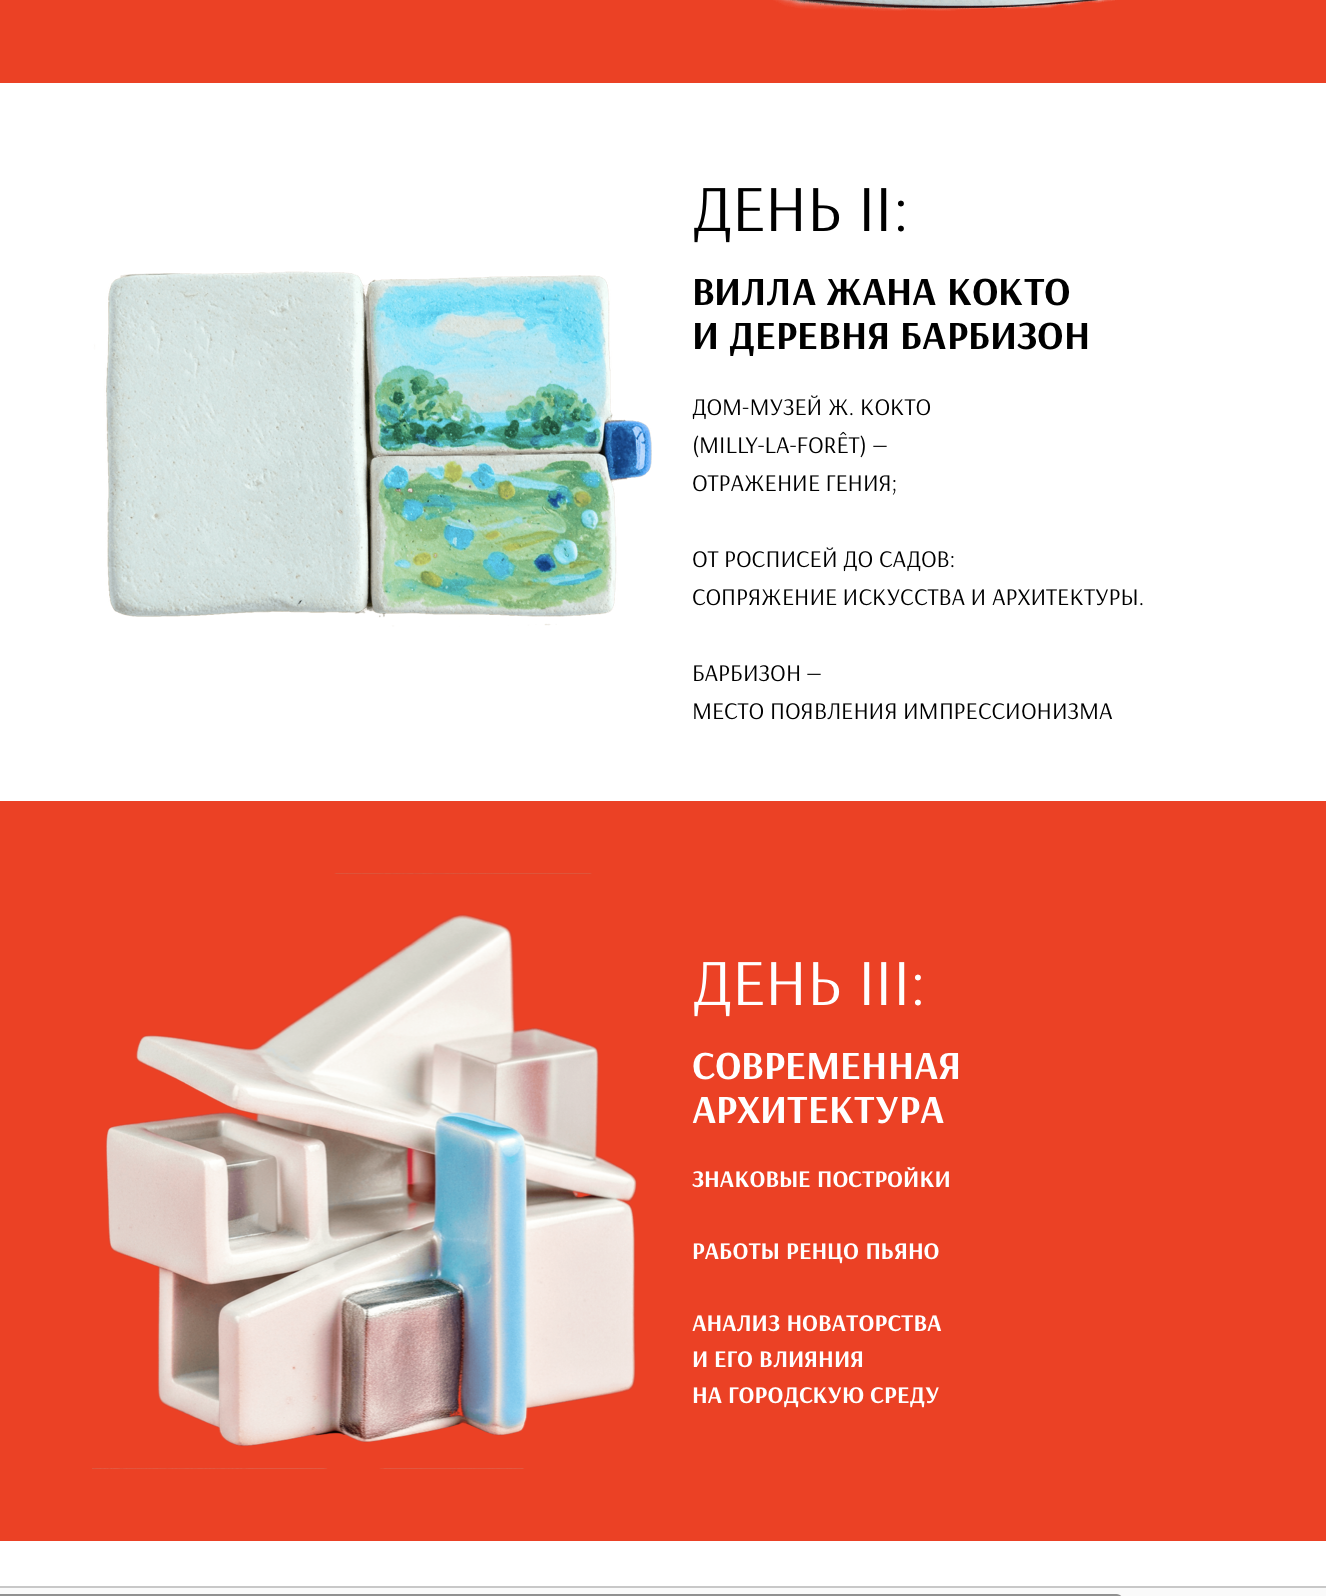 ДЕНЬ II:
ВИЛЛА ЖАНА КОКТО
И ДЕРЕВНЯ БАРБИЗОН
ДОМ-МУЗЕЙ Ж. КОКТО
(MILLY-LA-FORÊT) —
ОТРАЖЕНИЕ ГЕНИЯ;
ОТ РОСПИСЕЙ ДО САДОВ:
СОПРЯЖЕНИЕ ИСКУССТВА И АРХИТЕКТУРЫ.
БАРБИЗОН —
МЕСТО ПОЯВЛЕНИЯ ИМПРЕССИОНИЗМА
ДЕНЬ III:
СОВРЕМЕННАЯ
АРХИТЕКТУРА
ЗНАКОВЫЕ ПОСТРОЙКИ
РАБОТЫ РЕНЦО ПЬЯНО
АНАЛИЗ НОВАТОРСТВА
И ЕГО ВЛИЯНИЯ
НА ГОРОДСКУЮ СРЕДУ